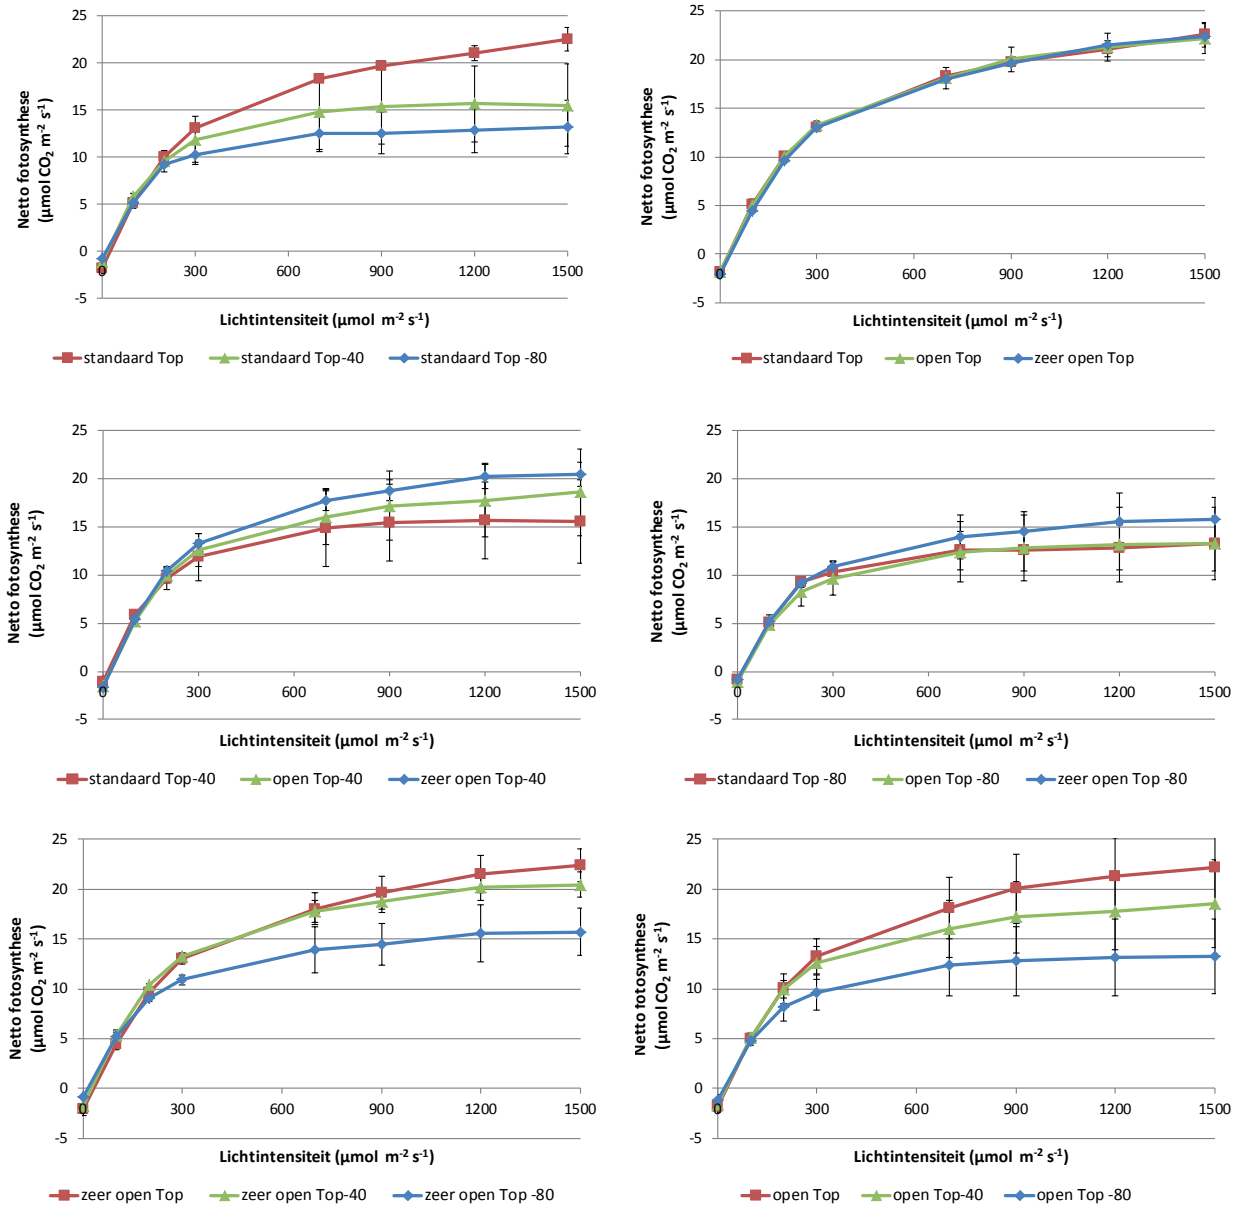 25
20
15
10
5
0
-5
0
300
600
900
1200
1500
Netto fotosynthese
(µmol CO₂ m⁻² s⁻¹)
Lichtintensiteit (µmol m⁻² s⁻¹)
standaard Top
standaard Top-40
standaard Top -80
25
20
15
10
5
0
-5
0
300
600
900
1200
1500
Netto fotosynthese
(µmol CO₂ m⁻² s⁻¹)
Lichtintensiteit (µmol m⁻² s⁻¹)
standaard Top
open Top
zeer open Top
25
20
15
10
5
0
-5
0
300
600
900
1200
1500
Netto fotosynthese
(µmol CO₂ m⁻² s⁻¹)
Lichtintensiteit (µmol m⁻² s⁻¹)
standaard Top-40
open Top-40
zeer open Top-40
25
20
15
10
5
0
-5
0
300
600
900
1200
1500
Netto fotosynthese
(µmol CO₂ m⁻² s⁻¹)
Lichtintensiteit (µmol m⁻² s⁻¹)
standaard Top -80
open Top -80
zeer open Top -80
25
20
15
10
5
0
-5
0
300
600
900
1200
1500
Netto fotosynthese
(µmol CO₂ m⁻² s⁻¹)
Lichtintensiteit (µmol m⁻² s⁻¹)
zeer open Top
zeer open Top-40
zeer open Top -80
25
20
15
10
5
0
-5
0
300
600
900
1200
1500
Netto fotosynthese
(µmol CO₂ m⁻² s⁻¹)
Lichtintensiteit (µmol m⁻² s⁻¹)
open Top
open Top-40
open Top -80